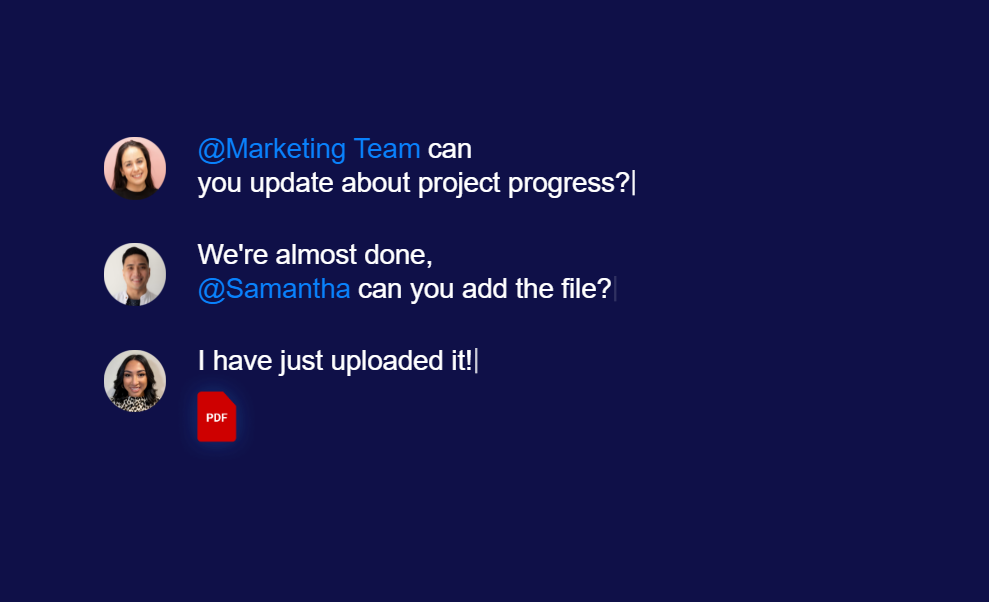 @Marketing Team can
you update about project progress?
We're almost done,
@Samantha can you add the file?
I have just uploaded it!
PDF